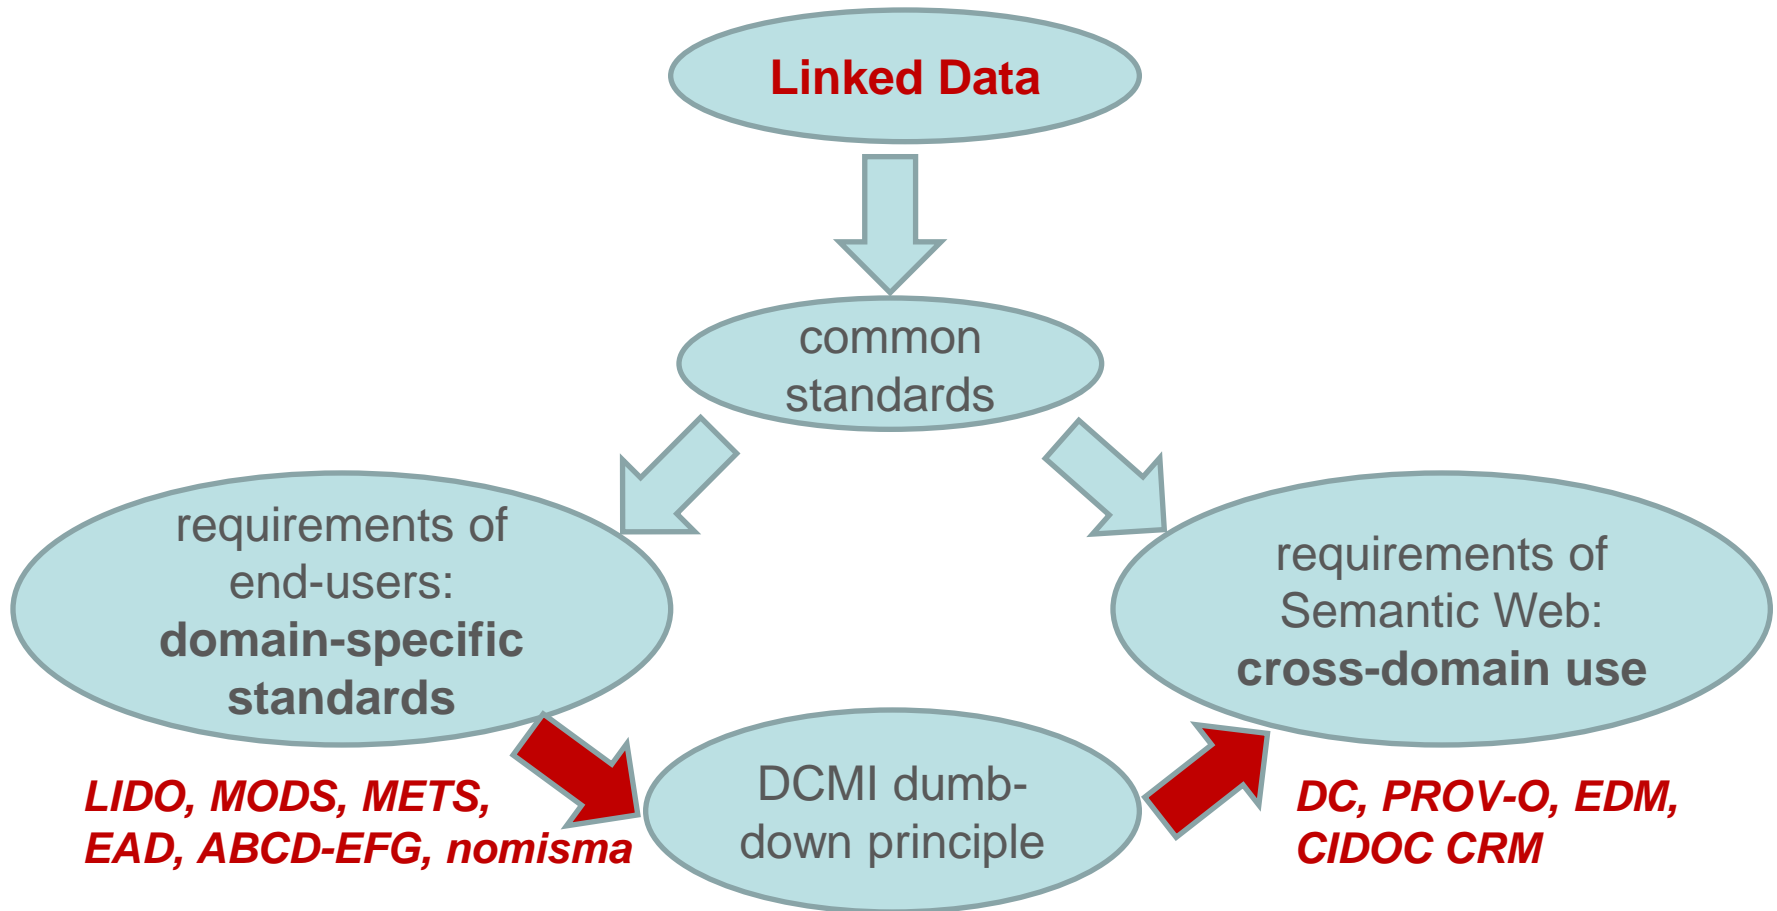 Linked Data
common
standards
requirements of
end-users:
domain-specific
standards
requirements of
Semantic Web:
cross-domain use
LIDO, MODS, METS,
EAD, ABCD-EFG, nomisma
DCMI dumb-
down principle
DC, PROV-O, EDM,
CIDOC CRM